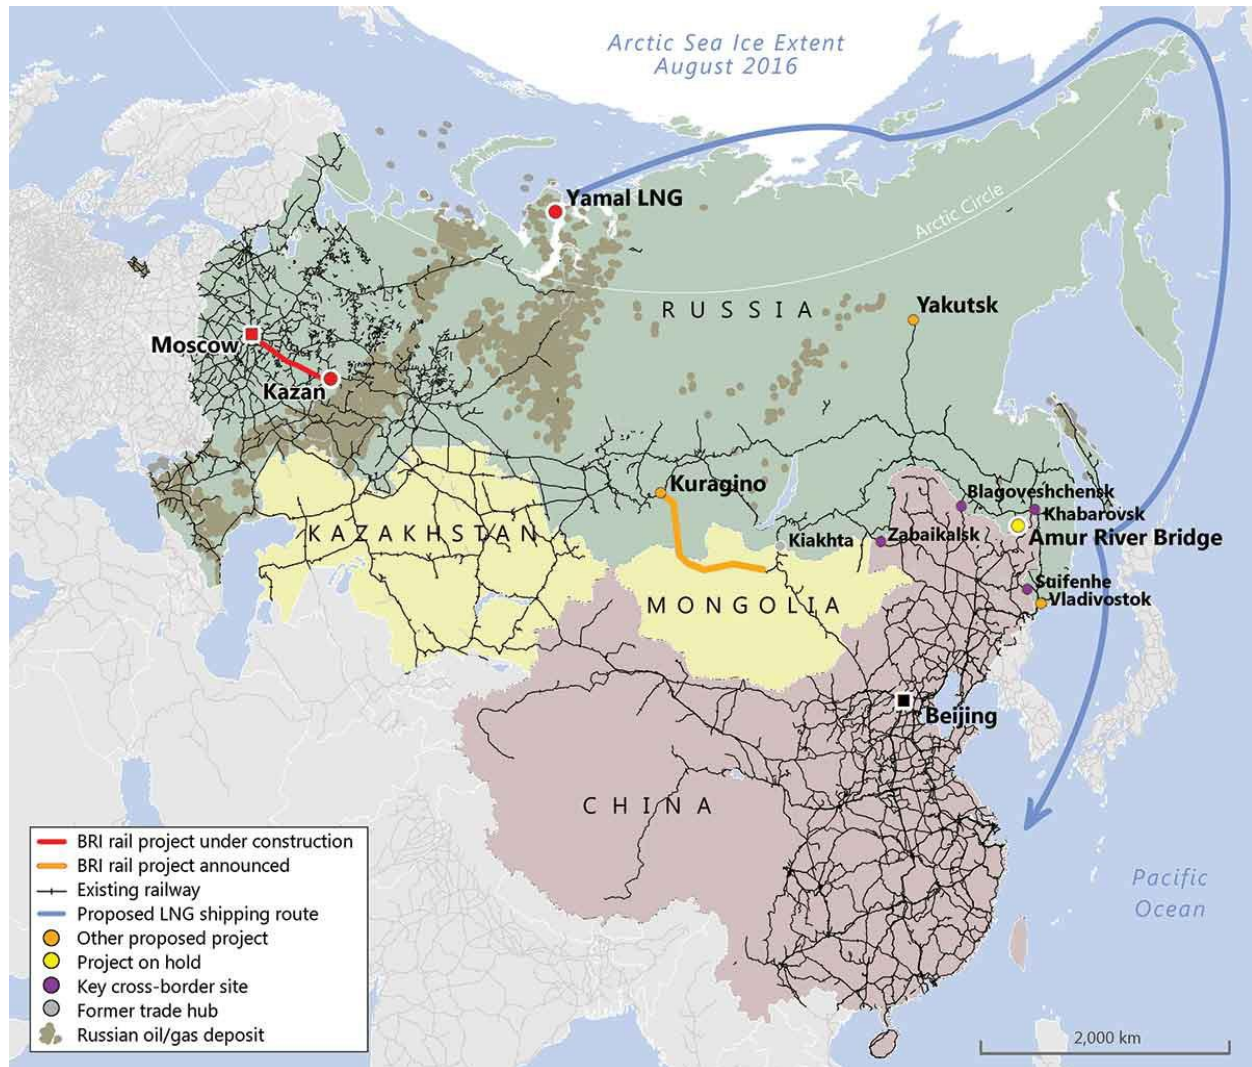 Arctic Sea Ice Extent
August 2016
Yamal LNG
Arctic Circle
RUSSIA
Yakutsk
Moscow
Kazan
Kuragino
Blagoveshchensk
Khabarovsk
KAZAKHSTAN
Kiakhta
Zabaikalsk
Amur River Bridge
Suifenhe
MONGOLIA
Vladivostok
Beijing
CHINA
Pacific
Ocean
BRI rail project under construction
BRI rail project announced
Existing railway
Proposed LNG shipping route
Other proposed project
Project on hold
Key cross-border site
Former trade hub
Russian oil/gas deposit
2,000 km